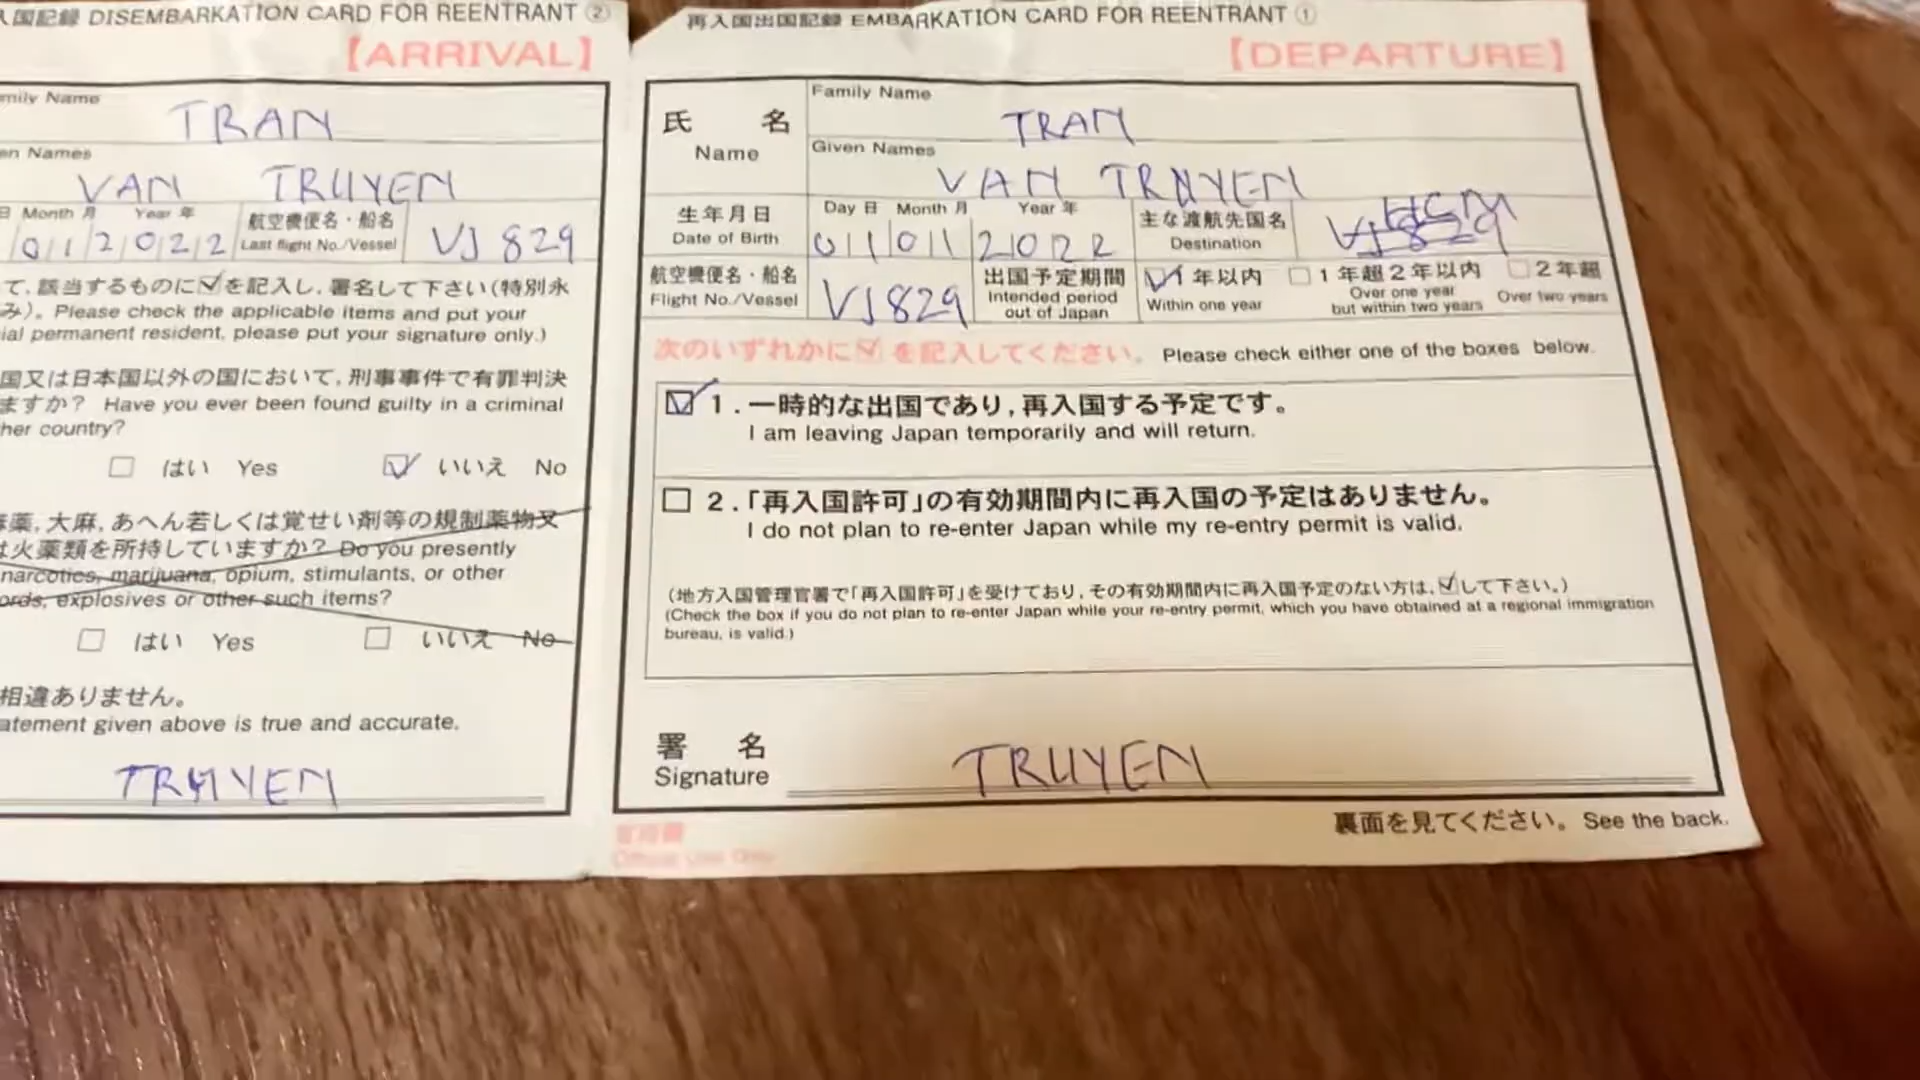 入国記録 DISEMBARKATION CARD FOR REENTRANT ②
【ARRIVAL】
mily Name
TRAN
en Names
VAN TRUYEN
日 Month 月 Year 年
01 2022
航空機便名・船名
Last flight No./Vessel
VJ 829
て、該当するものに☑を記入し、署名して下さい(特別永
み)。Please check the applicable items and put your
ial permanent resident, please put your signature only.)
国又は日本国以外の国において、刑事事件で有罪判決
ますか? Have you ever been found guilty in a criminal
her country?
☐ はい Yes ☑ いいえ No
薬、大麻、あへん若しくは覚せい剤等の規制薬物又
は火薬類を所持していますか? Do you presently
narcotics, marijuana, opium, stimulants, or other
ords, explosives or other such items?
☐ はい Yes ☐ いいえ No
相違ありません。
atement given above is true and accurate.
TRUYEN
再入国出国記録 EMBARKATION CARD FOR REENTRANT ①
【DEPARTURE】
氏 名
Name
Family Name
TRAN
Given Names
VAN TRUYEN
生年月日
Date of Birth
Day 日 Month 月 Year 年
01 01 2022
主な渡航先国名
Destination
VJ829
HCM
航空機便名・船名
Flight No./Vessel
VJ829
出国予定期間
Intended period
out of Japan
☑ 1年以内
Within one year
☐ 1年超2年以内
Over one year
but within two years
☐ 2年超
Over two years
次のいずれかに☑を記入してください。 Please check either one of the boxes below.
☑ 1. 一時的な出国であり、再入国する予定です。
I am leaving Japan temporarily and will return.
☐ 2.「再入国許可」の有効期間内に再入国の予定はありません。
I do not plan to re-enter Japan while my re-entry permit is valid.
(地方入国管理官署で「再入国許可」を受けており、その有効期間内に再入国予定のない方は、☑して下さい。)
(Check the box if you do not plan to re-enter Japan while your re-entry permit, which you have obtained at a regional immigration
bureau, is valid.)
署 名
Signature
TRUYEN
官用欄
Official Use Only
裏面を見てください。 See the back.